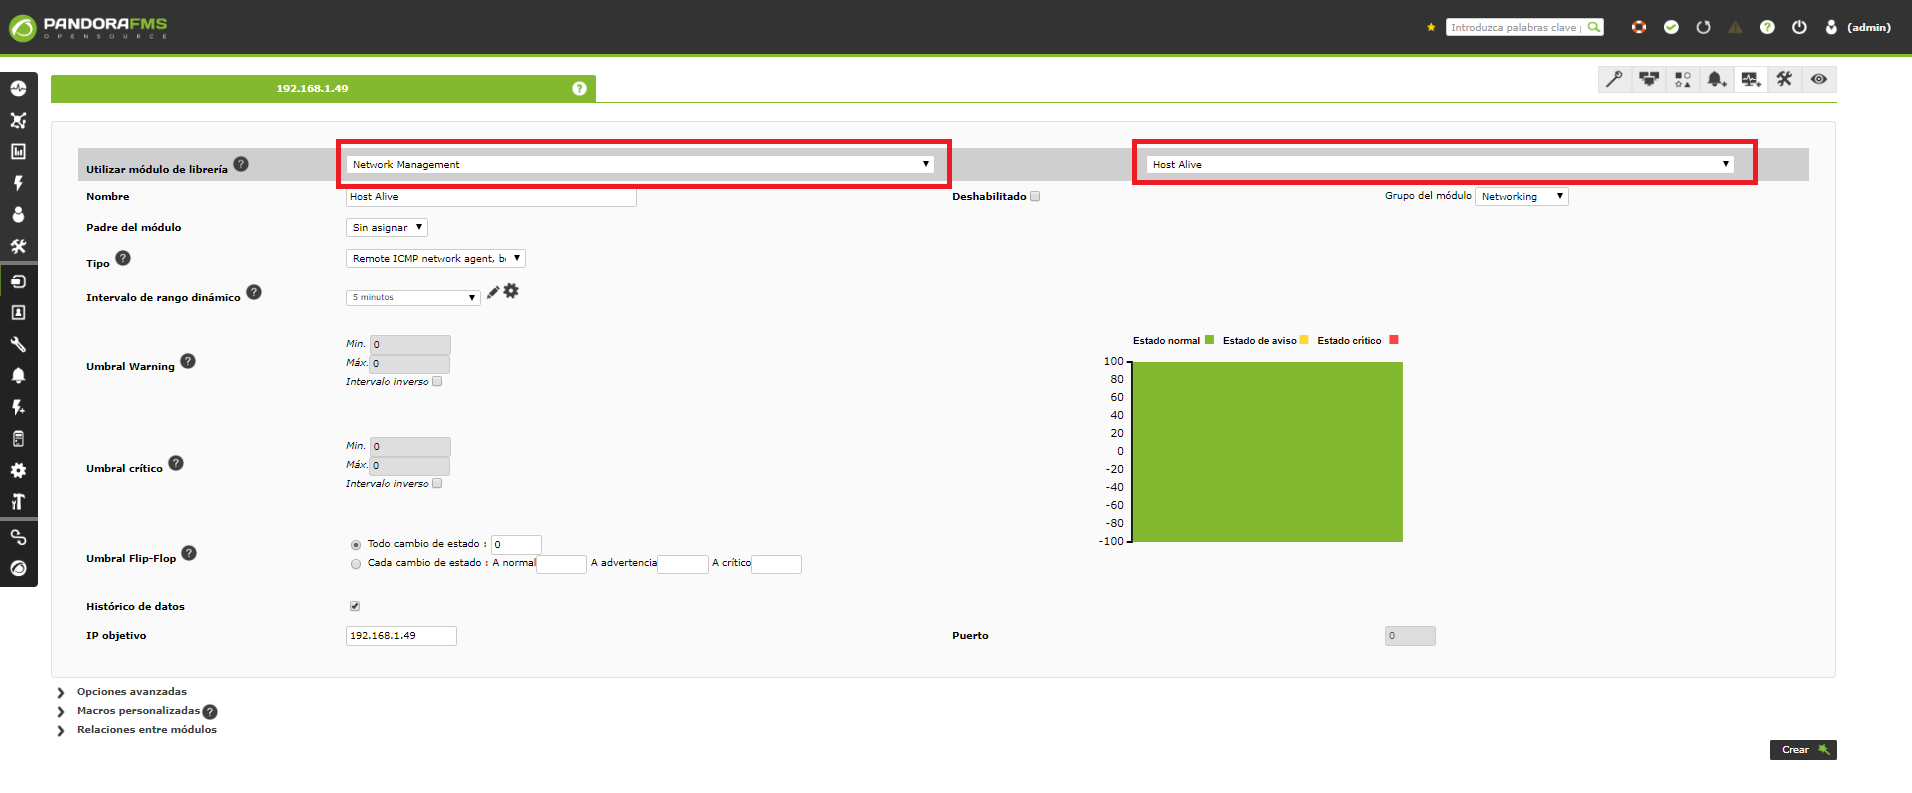 PANDORAFMS
OPENSOURCE
Introduzca palabras clave
(admin)
192.168.1.49
Utilizar módulo de librería
Network Management
Host Alive
Nombre
Host Alive
Deshabilitado
Grupo del módulo
Networking
Padre del módulo
Sin asignar
Tipo
Remote ICMP network agent, b
Intervalo de rango dinámico
5 minutos
Umbral Warning
Min. 0
Máx. 0
Intervalo inverso
Estado normal
Estado de aviso
Estado crítico
100
80
60
40
20
0
-20
-40
-60
-80
-100
Umbral crítico
Min. 0
Máx. 0
Intervalo inverso
Umbral Flip-Flop
Todo cambio de estado : 0
Cada cambio de estado : A normal
A advertencia
A crítico
Histórico de datos
IP objetivo
192.168.1.49
Puerto
0
Opciones avanzadas
Macros personalizadas
Relaciones entre módulos
Crear